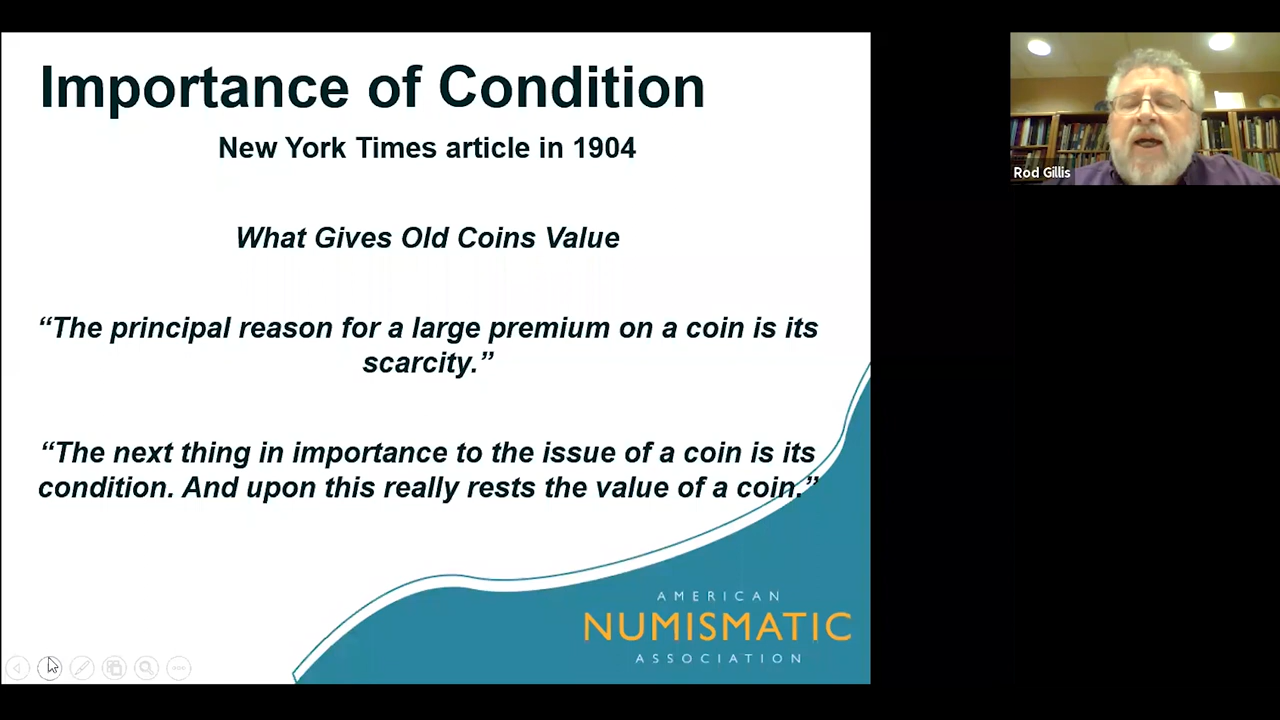 Importance of Condition
New York Times article in 1904
What Gives Old Coins Value
“The principal reason for a large premium on a coin is its
scarcity.”
“The next thing in importance to the issue of a coin is its
condition. And upon this really rests the value of a coin.”
AMERICAN
NUMISMATIC
ASSOCIATION
Rod Gillis